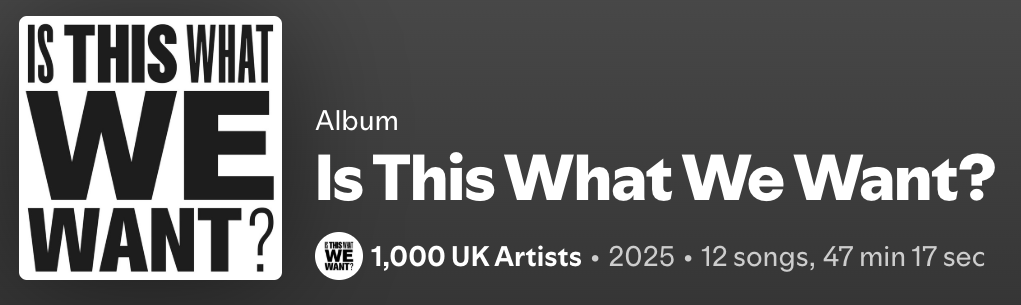 IS THIS WHAT
WE
WANT?
Album
Is This What We Want?
IS THIS WHAT
WE
WANT?
1,000 UK Artists • 2025 • 12 songs, 47 min 17 sec